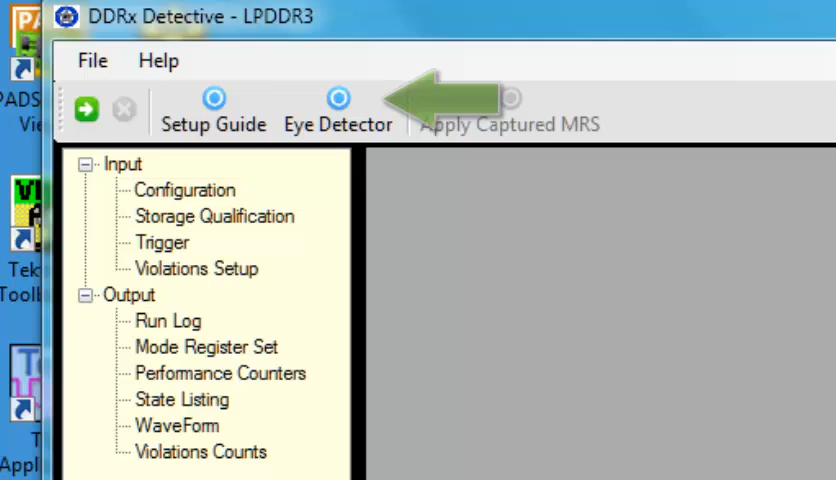 DDRx Detective - LPDDR3
File Help
PADS
Vie
Setup Guide Eye Detector Apply Captured MRS
Input
Configuration
Storage Qualification
Trigger
Violations Setup
Tek
Toolb
Output
Run Log
Mode Register Set
Performance Counters
State Listing
WaveForm
Violations Counts
T
Appl